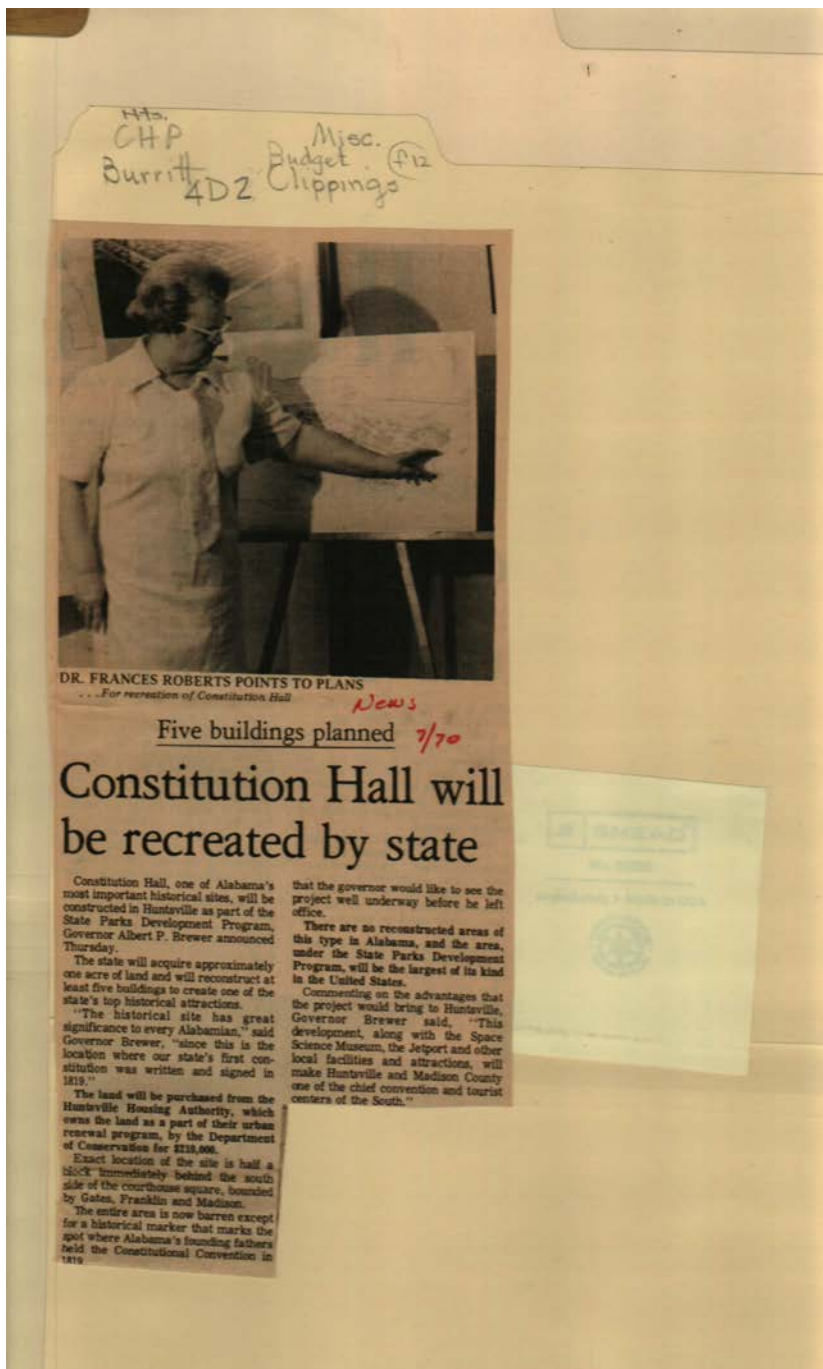 Hts.
CHP
Burritt
4D2
Misc.
Budget
Clippings
f12
DR. FRANCES ROBERTS POINTS TO PLANS
. . .For recreation of Constitution Hall
News
Five buildings planned
7/70
Constitution Hall will
be recreated by state
Constitution Hall, one of Alabama's
most important historical sites, will be
constructed in Huntsville as part of the
State Parks Development Program,
Governor Albert P. Brewer announced
Thursday.
The state will acquire approximately
one acre of land and will reconstruct at
least five buildings to create one of the
state's top historical attractions.
"The historical site has great
significance to every Alabamian," said
Governor Brewer, "since this is the
location where our state's first con-
stitution was written and signed in
1819."
The land will be purchased from the
Huntsville Housing Authority, which
owns the land as a part of their urban
renewal program, by the Department
of Conservation for
Exact location of the site is half a
block immediately behind the south
side of the courthouse square, bounded
by Gates, Franklin and Madison.
The entire area is now barren except
for a historical marker that marks the
spot where Alabama's founding fathers
held the Constitutional Convention in
1819
that the governor would like to see the
project well underway before he left
office.
There are no reconstructed areas of
this type in Alabama, and the area,
under the State Parks Development
Program, will be the largest of its kind
in the United States.
Commenting on the advantages that
the project would bring to Huntsville,
Governor Brewer said, "This
development, along with the Space
Science Museum, the Jetport and other
local facilities and attractions, will
make Huntsville and Madison County
one of the chief convention and tourist
centers of the South."